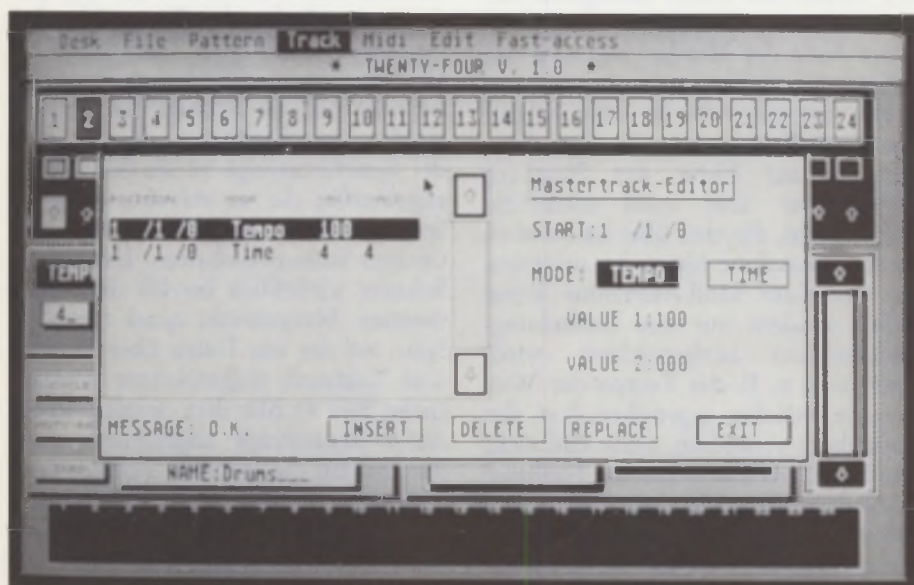 Desk File Pattern Track Midi Edit Fast-access
* TWENTY-FOUR V. 1.0 *
1 2 3 4 5 6 7 8 9 10 11 12 13 14 15 16 17 18 19 20 21 22 23 24
Mastertrack-Editor
1 /1 /0 Tempo 100
START:1 /1 /0
1 /1 /0 Time 4 4
MODE: TEMPO TIME
VALUE 1:100
VALUE 2:000
MESSAGE: O.K. INSERT DELETE REPLACE EXIT
TEMP
4_
NAME:Drums___